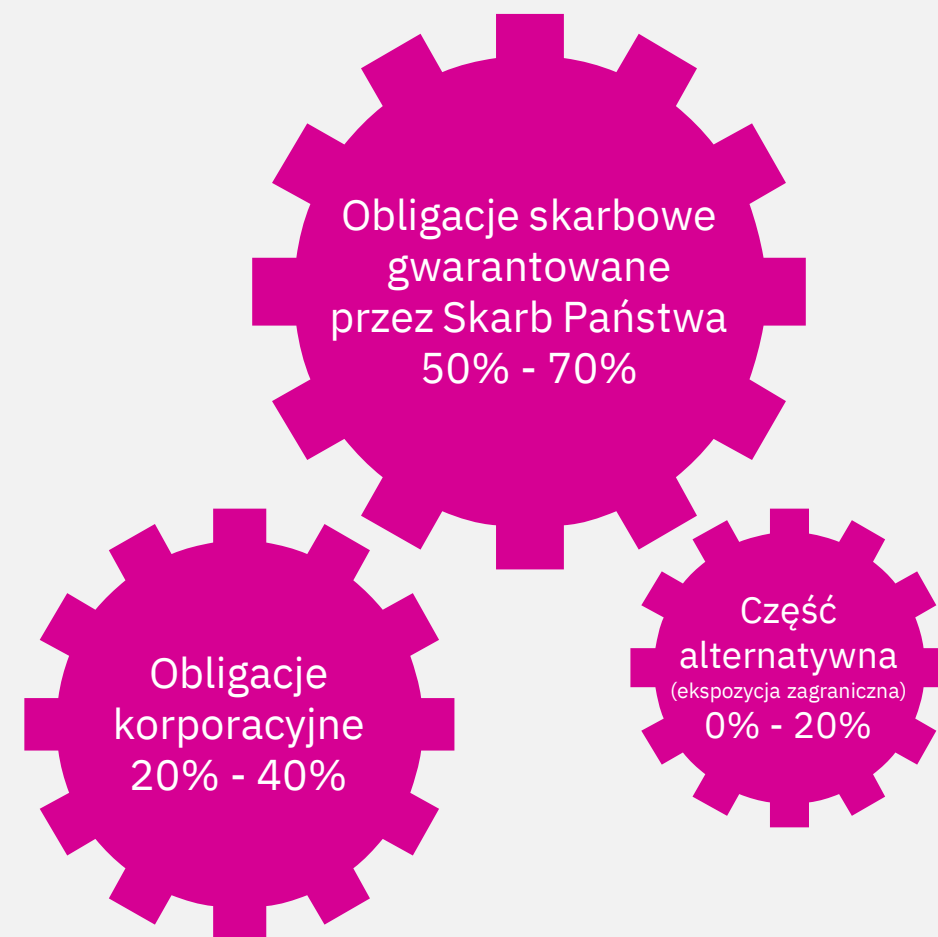 Obligacje skarbowe
gwarantowane
przez Skarb Państwa
50% - 70%
Obligacje
korporacyjne
20% - 40%
Część
alternatywna
(ekspozycja zagraniczna)
0% - 20%